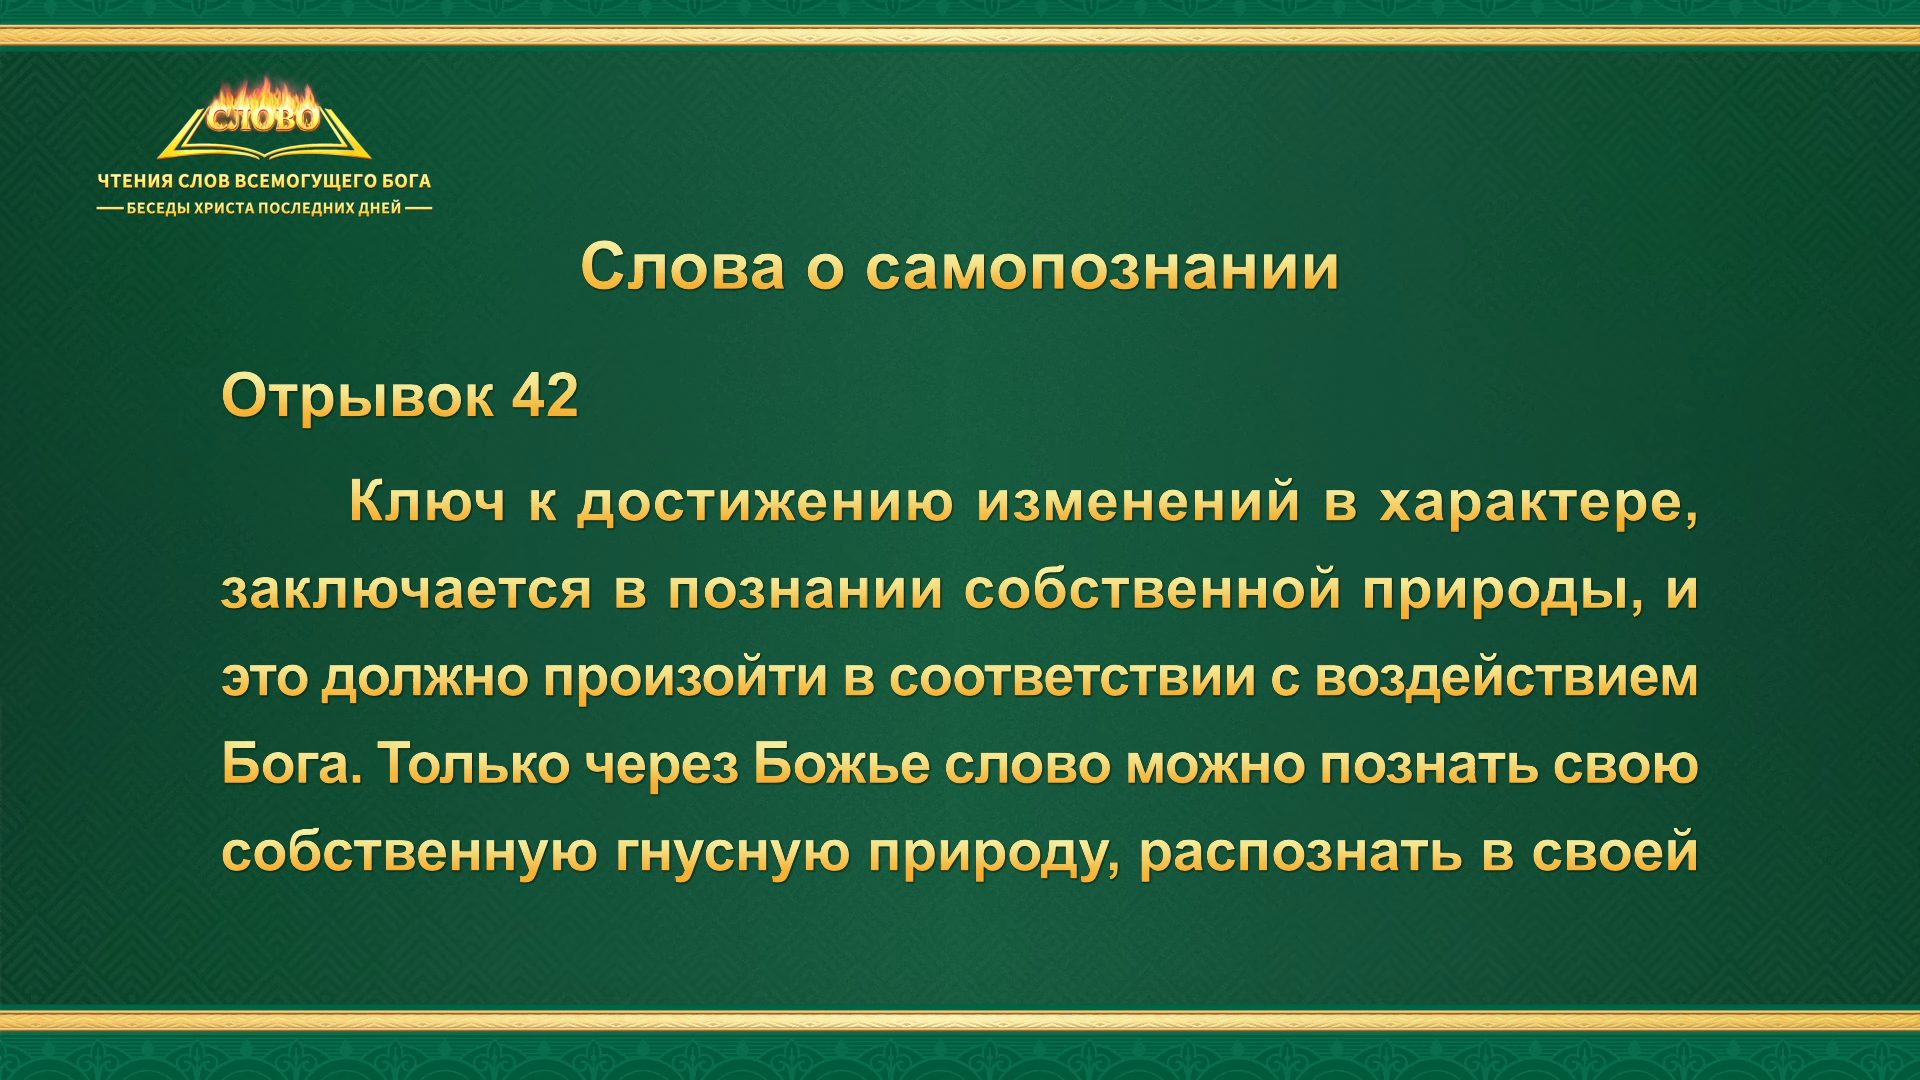 СЛОВО
ЧТЕНИЯ СЛОВ ВСЕМОГУЩЕГО БОГА
БЕСЕДЫ ХРИСТА ПОСЛЕДНИХ ДНЕЙ
Слова о самопознании
Отрывок 42
Ключ к достижению изменений в характере,
заключается в познании собственной природы, и
это должно произойти в соответствии с воздействием
Бога. Только через Божье слово можно познать свою
собственную гнусную природу, распознать в своей